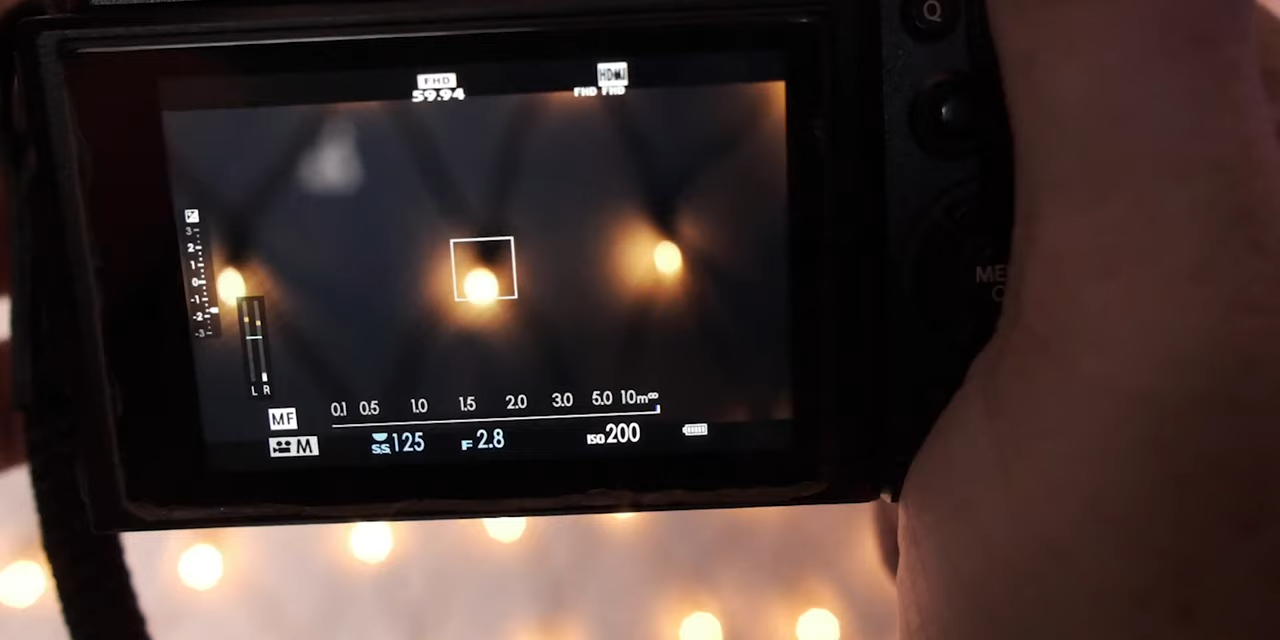 Q
FHD
59.94
HDMI
FHD FHD
3
2
1
0
-1
-2
-3
L R
MF
0.1 0.5 1.0 1.5 2.0 3.0 5.0 10m∞
M
S.S. 125 F 2.8 ISO 200
ME